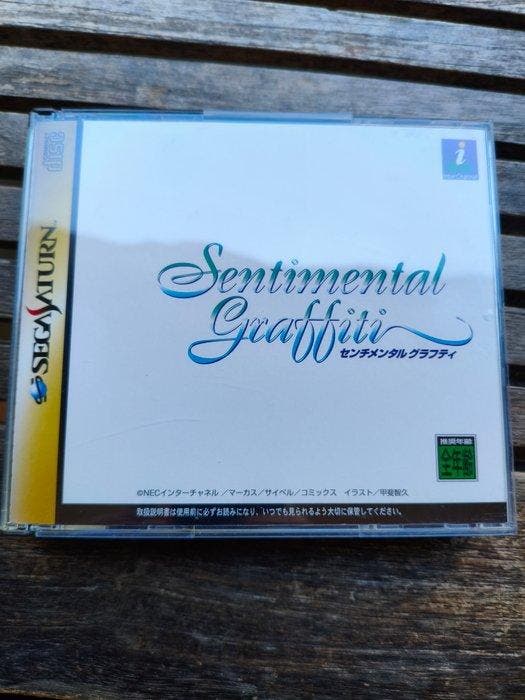 COMPACT disc
SEGA SATURN™
i
InterChannel
Sentimental
Graffiti
センチメンタル グラフティ
推奨年齢
全年齢
©NECインターチャネル／マーカス／サイベル／コミックス イラスト／甲斐智久
取扱説明書は使用前に必ずお読みになり、いつでも見られるよう大切に保管してください。